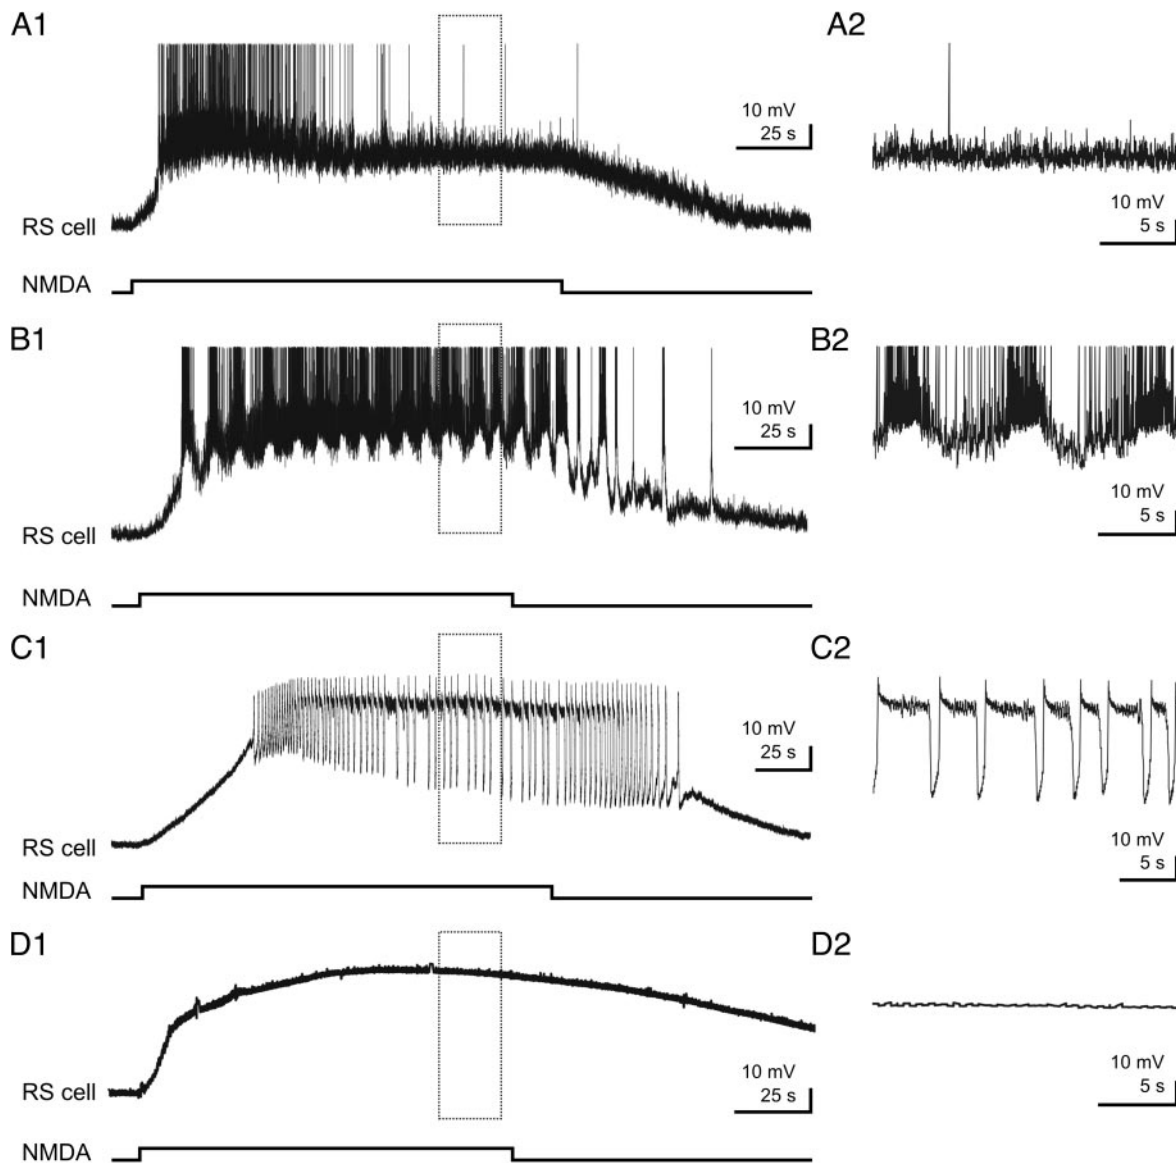 A1
A2
10 mV
25 s
RS cell
10 mV
5 s
NMDA
B1
B2
10 mV
25 s
RS cell
10 mV
5 s
NMDA
C1
C2
10 mV
25 s
RS cell
10 mV
5 s
NMDA
D1
D2
10 mV
25 s
RS cell
10 mV
5 s
NMDA